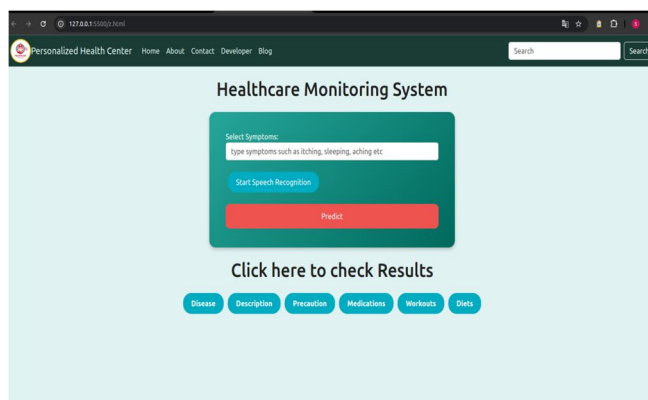 127.0.0.1:5500/z.html
Personalized Health Center Home About Contact Developer Blog Search Search
Healthcare Monitoring System
Select Symptoms:
type symptoms such as itching, sleeping, aching etc
Start Speech Recognition
Predict
Click here to check Results
Disease Description Precaution Medications Workouts Diets